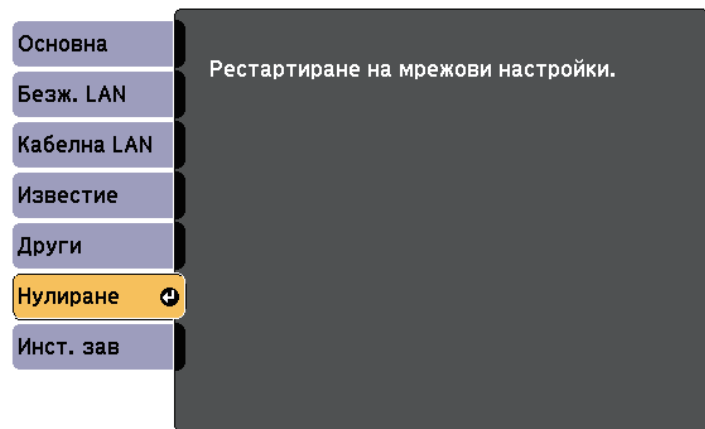 Основна
Безж. LAN
Кабелна LAN
Известие
Други
Нулиране
Инст. зав
Рестартиране на мрежови настройки.